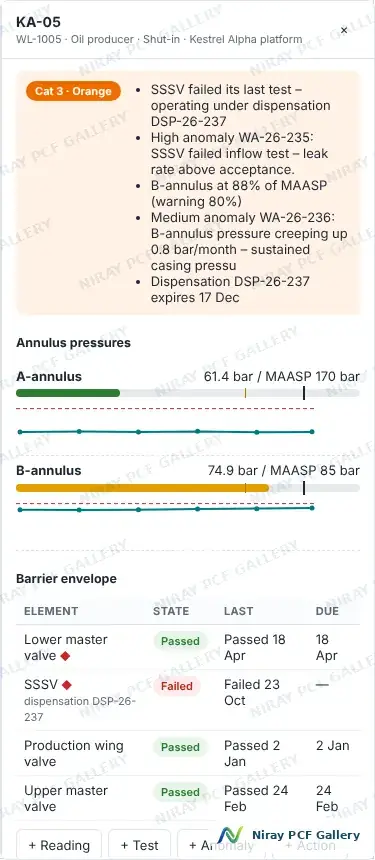 KA-05
×
WL-1005 · Oil producer · Shut-in · Kestrel Alpha platform
Cat 3 · Orange
• SSSV failed its last test –
operating under dispensation
DSP-26-237
• High anomaly WA-26-235:
SSSV failed inflow test – leak
rate above acceptance.
• B-annulus at 88% of MAASP
(warning 80%)
• Medium anomaly WA-26-236:
B-annulus pressure creeping up
0.8 bar/month – sustained
casing pressu
• Dispensation DSP-26-237
expires 17 Dec
Annulus pressures
A-annulus 61.4 bar / MAASP 170 bar
B-annulus 74.9 bar / MAASP 85 bar
Barrier envelope
ELEMENT STATE LAST DUE
Lower master Passed Passed 18 18
valve ◆ Apr Apr
SSSV ◆ Failed Failed 23 —
dispensation DSP-26- Oct
237
Production wing Passed Passed 2 2 Jan
valve Jan
Upper master Passed Passed 24 24
valve Feb Feb
+ Reading + Test + Anomaly + Action
Niray PCF Gallery
NIRAY PCF GALLERY